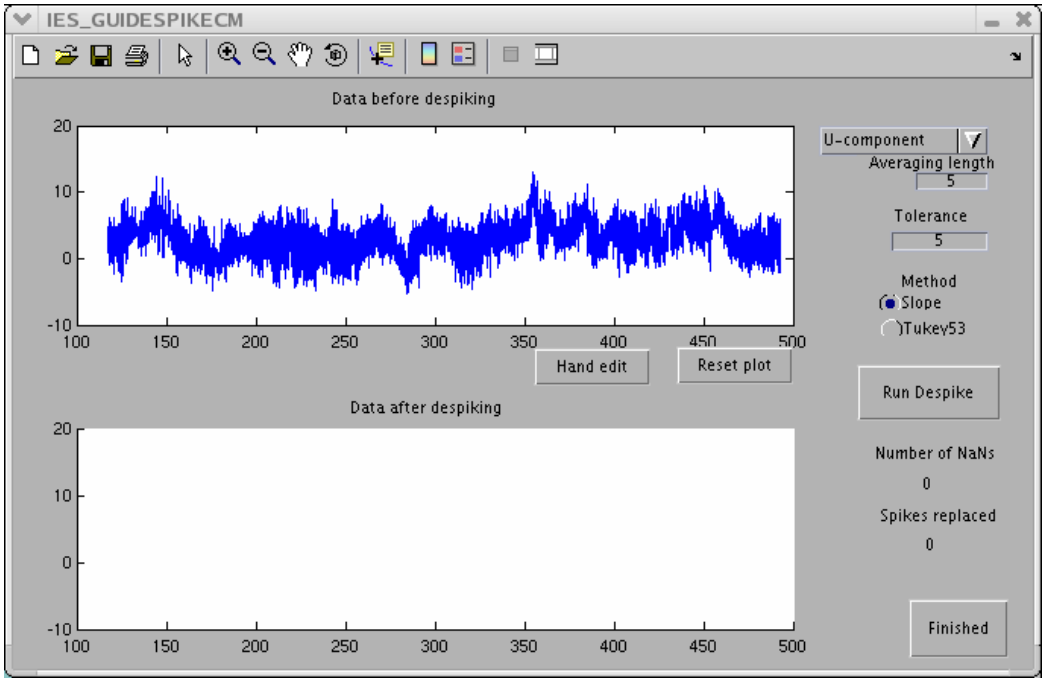 IES_GUIDESPIKECM
Data before despiking
20
10
0
-10
100 150 200 250 300 350 400 450 500
U-component
Averaging length
5
Tolerance
5
Method
Slope
Tukey53
Hand edit
Reset plot
Run Despike
Data after despiking
20
10
0
-10
100 150 200 250 300 350 400 450 500
Number of NaNs
0
Spikes replaced
0
Finished